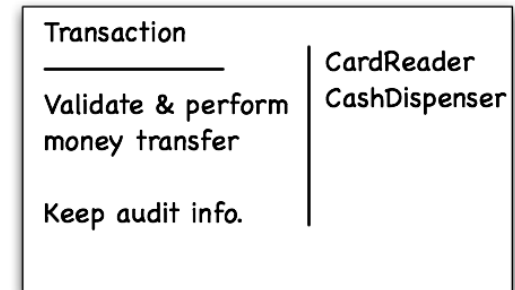 Transaction
CardReader
CashDispenser
Validate & perform
money transfer
Keep audit info.